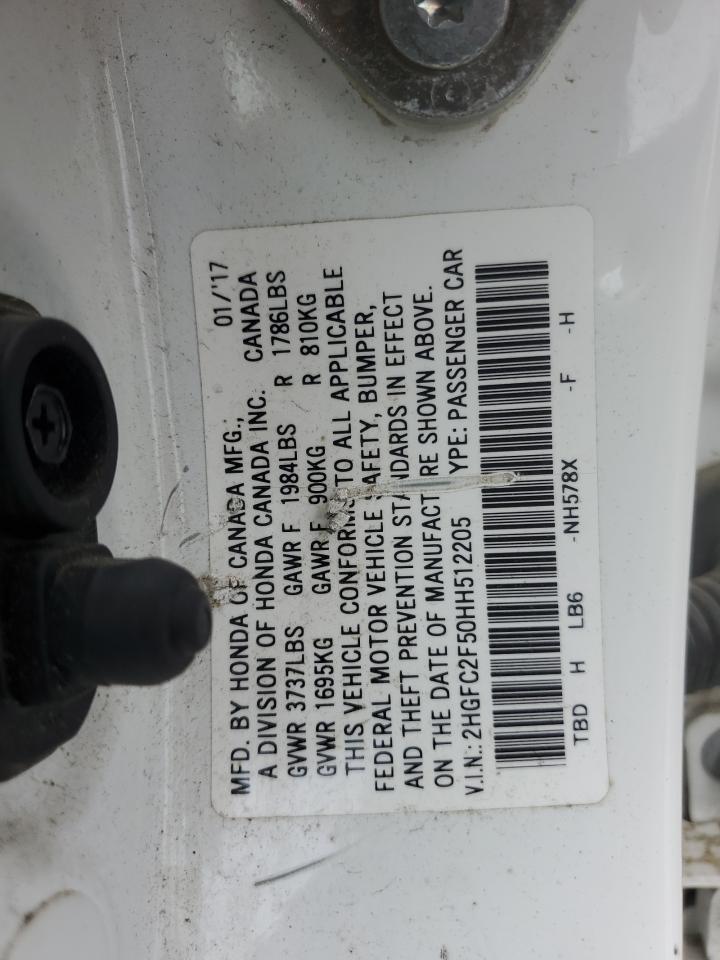 MFD. BY HONDA OF CANADA MFG., 01/'17
A DIVISION OF HONDA CANADA INC. CANADA
GVWR 3737LBS GAWR F 1984LBS R 1786LBS
GVWR 1695KG GAWR F 900KG R 810KG
THIS VEHICLE CONFORMS TO ALL APPLICABLE
FEDERAL MOTOR VEHICLE SAFETY, BUMPER,
AND THEFT PREVENTION STANDARDS IN EFFECT
ON THE DATE OF MANUFACTURE SHOWN ABOVE.
V.I.N.: 2HGFC2F50HH512205 TYPE: PASSENGER CAR
TBD H LB6 -NH578X -F -H